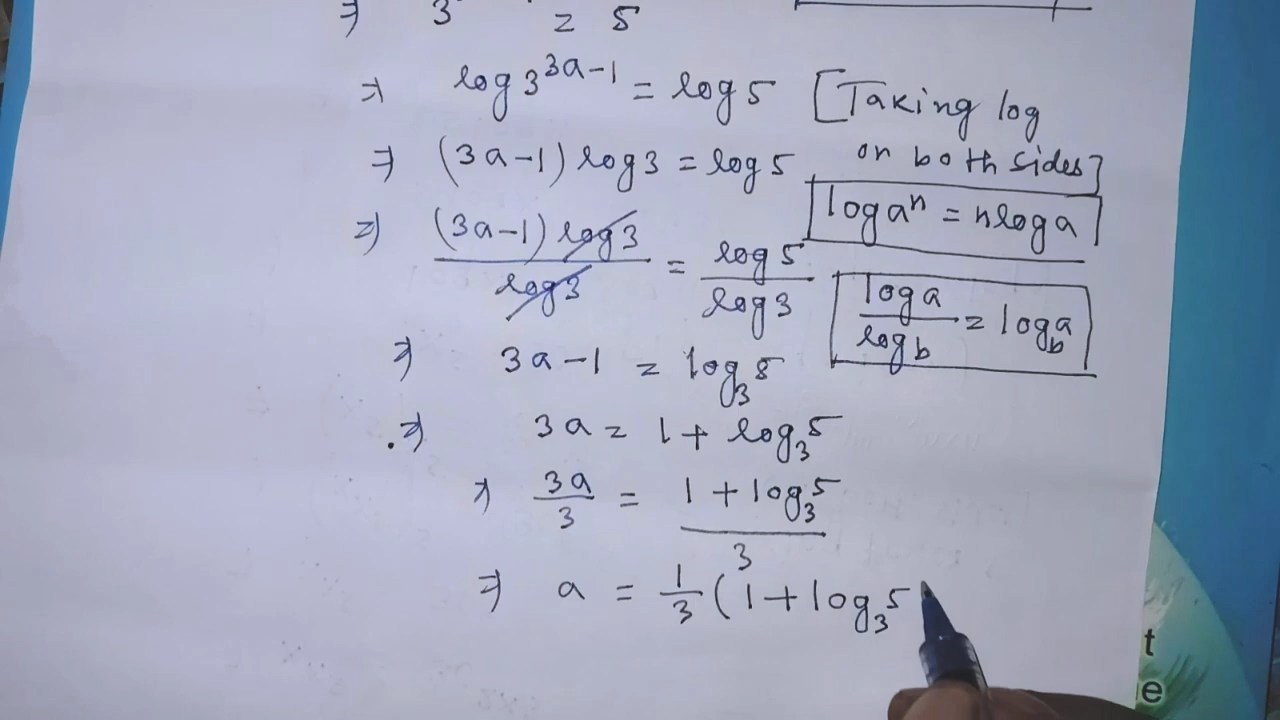 ⇒ 3 = 5
⇒ log 3^{3a-1} = log 5 [Taking log
on both sides]
⇒ (3a-1) log 3 = log 5
log a^n = n log a
⇒ (3a-1) log 3 / log 3 = log 5 / log 3
log a / log b = log_b a
⇒ 3a-1 = log_3 5
.⇒ 3a = 1 + log_3 5
⇒ 3a/3 = 1 + log_3 5 / 3
⇒ a = 1/3 (1 + log_3 5
t
e